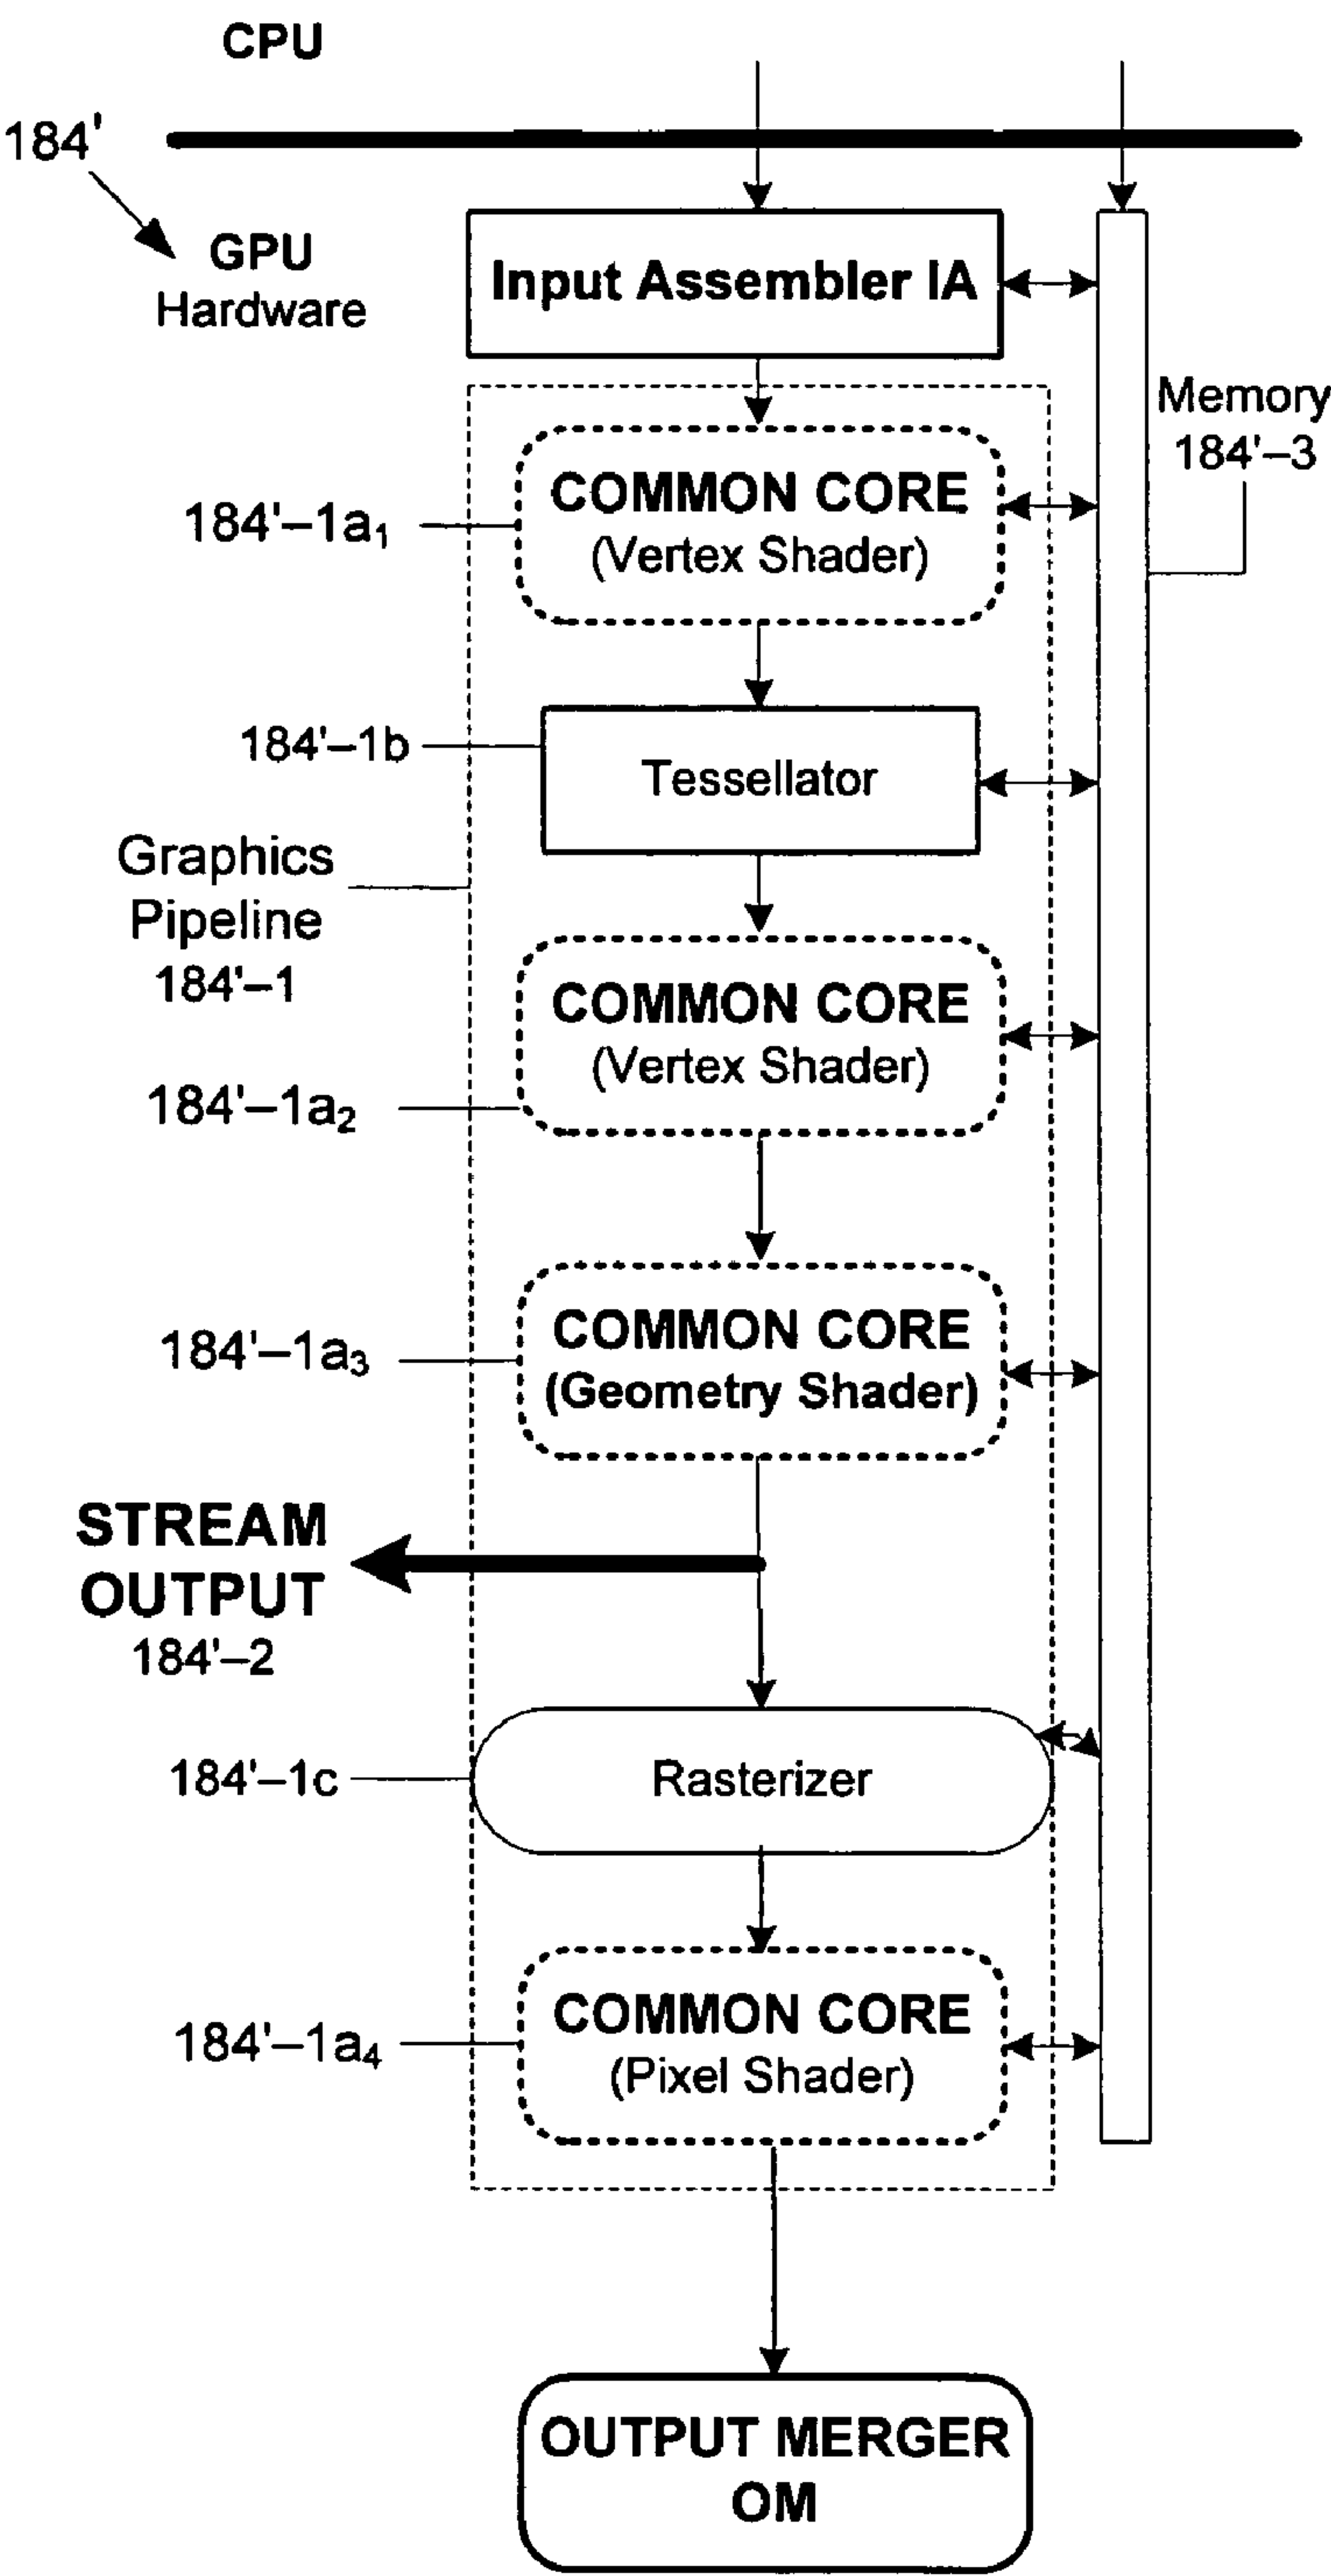 CPU
184'
GPU
Hardware
Input Assembler IA
Memory
184'–3
COMMON CORE
(Vertex Shader)
184'–1a₁
184'–1b
Tessellator
Graphics
Pipeline
184'–1
COMMON CORE
(Vertex Shader)
184'–1a₂
COMMON CORE
(Geometry Shader)
184'–1a₃
STREAM
OUTPUT
184'–2
184'–1c
Rasterizer
COMMON CORE
(Pixel Shader)
184'–1a₄
OUTPUT MERGER
OM